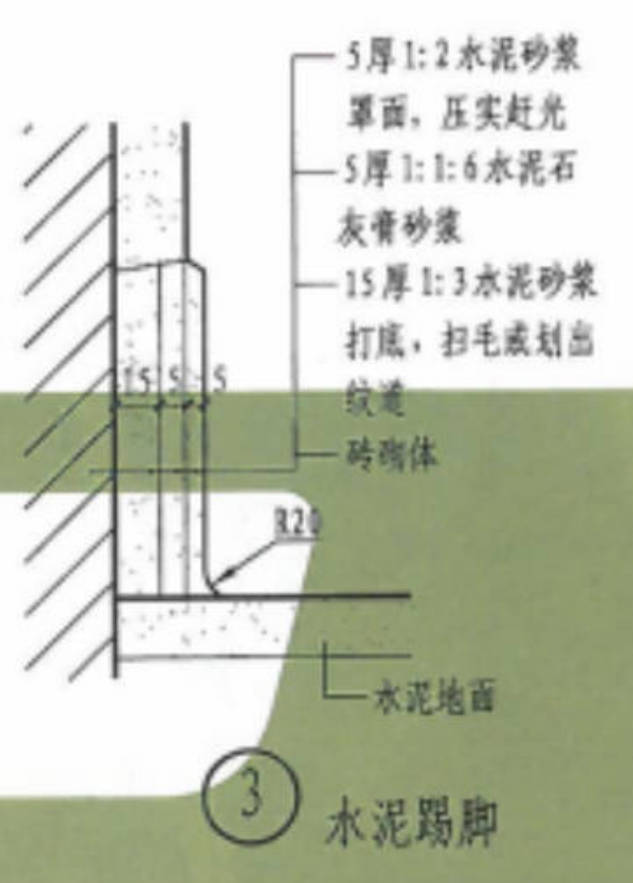 5厚1:2水泥砂浆
罩面，压实赶光
5厚1:1:6水泥石
灰膏砂浆
15厚1:3水泥砂浆
打底，扫毛或划出
纹道
砖砌体
15 5 5
R20
水泥地面
3 水泥踢脚